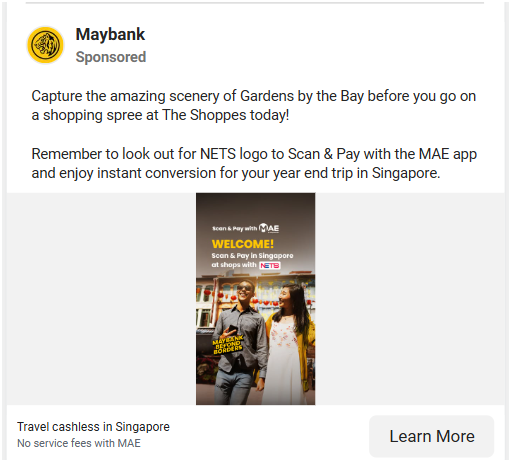 Maybank
Sponsored
Capture the amazing scenery of Gardens by the Bay before you go on
a shopping spree at The Shoppes today!
Remember to look out for NETS logo to Scan & Pay with the MAE app
and enjoy instant conversion for your year end trip in Singapore.
Scan & Pay with MAE
WELCOME!
Scan & Pay in Singapore
at shops with NETS
MAYBANK
BEYOND
BORDERS
Travel cashless in Singapore
No service fees with MAE
Learn More